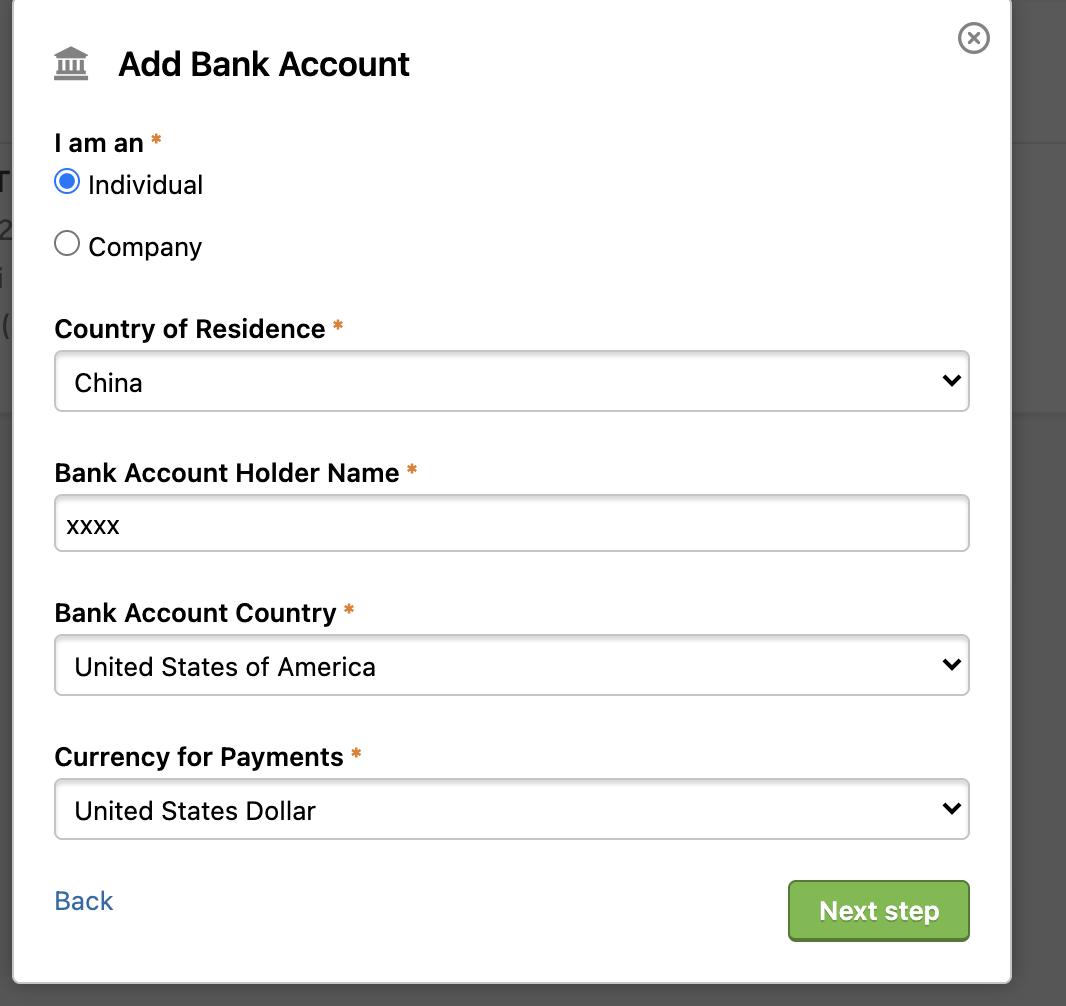 Add Bank Account
I am an *
Individual
Company
Country of Residence *
China
Bank Account Holder Name *
xxxx
Bank Account Country *
United States of America
Currency for Payments *
United States Dollar
Back
Next step